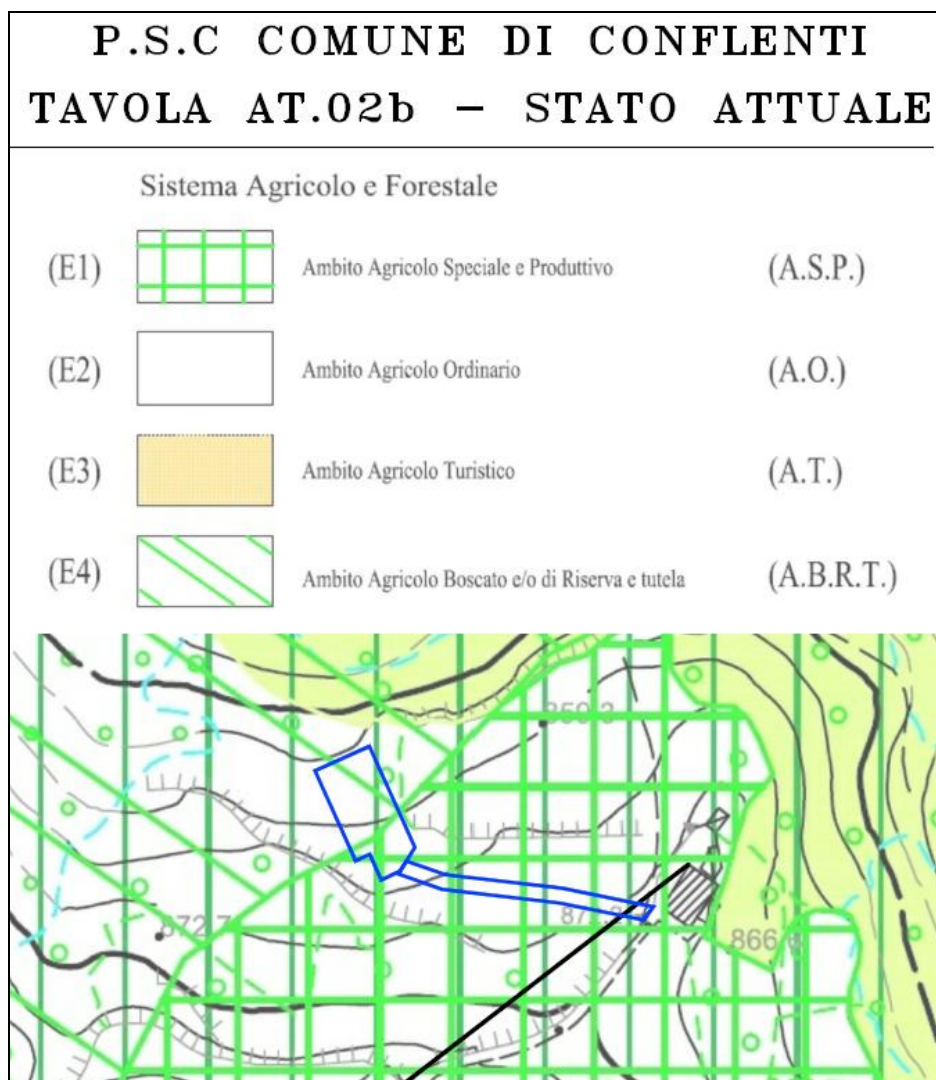 P.S.C COMUNE DI CONFLENTI
TAVOLA AT.02b – STATO ATTUALE
Sistema Agricolo e Forestale
(E1) Ambito Agricolo Speciale e Produttivo (A.S.P.)
(E2) Ambito Agricolo Ordinario (A.O.)
(E3) Ambito Agricolo Turistico (A.T.)
(E4) Ambito Agricolo Boscato e/o di Riserva e tutela (A.B.R.T.)